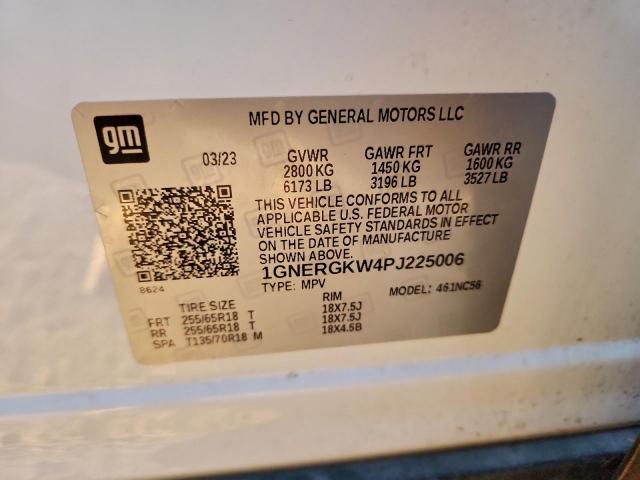 gm
MFD BY GENERAL MOTORS LLC
03/23 GVWR GAWR FRT GAWR RR
2800 KG 1450 KG 1600 KG
6173 LB 3196 LB 3527 LB
THIS VEHICLE CONFORMS TO ALL
APPLICABLE U.S. FEDERAL MOTOR
VEHICLE SAFETY STANDARDS IN EFFECT
ON THE DATE OF MANUFACTURE
SHOWN ABOVE.
1GNERGKW4PJ225006
8624
TYPE: MPV MODEL: 461NC56
TIRE SIZE RIM
FRT 255/65R18 T 18X7.5J
RR 255/65R18 T 18X7.5J
SPA T135/70R18 M 18X4.5B